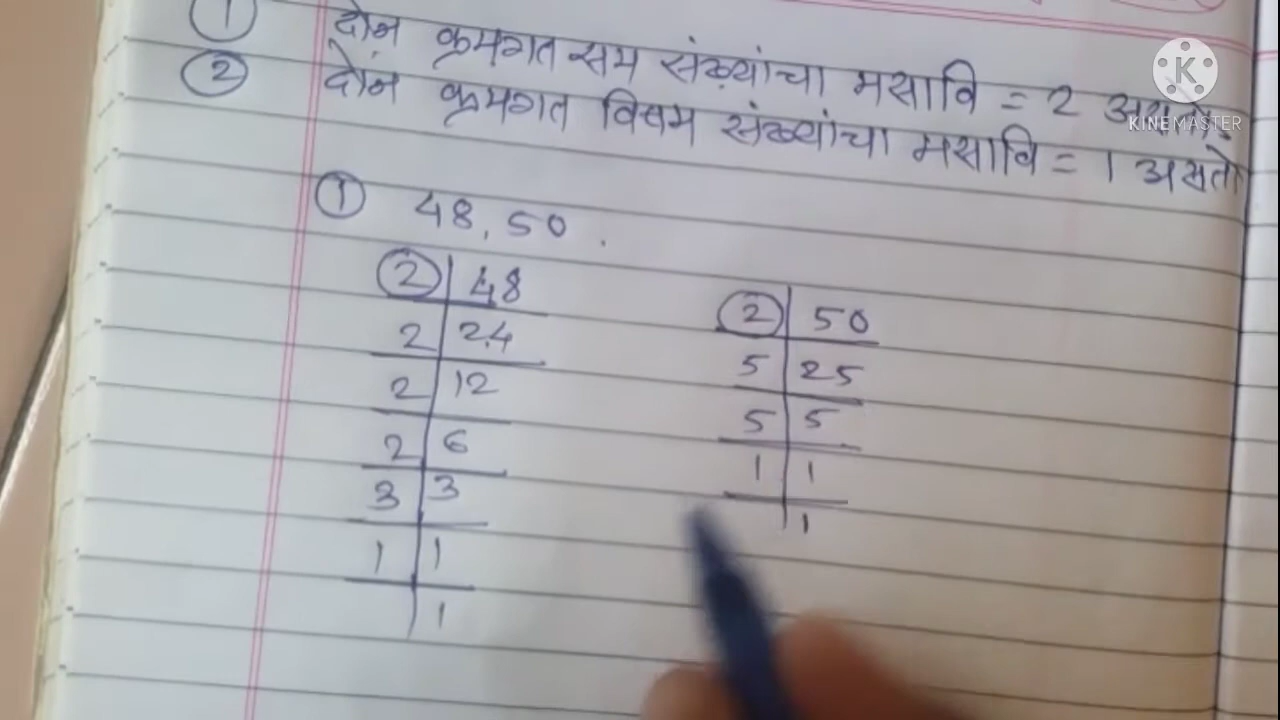 ① दोन क्रमगत सम संख्यांचा मसावि = 2 असतो
② दोन क्रमगत विषम संख्यांचा मसावि = 1 असतो
① 48, 50.
2 48
2 24
2 12
2 6
3 3
1 1
1
2 50
5 25
5 5
1 1
1
K
KINEMASTER